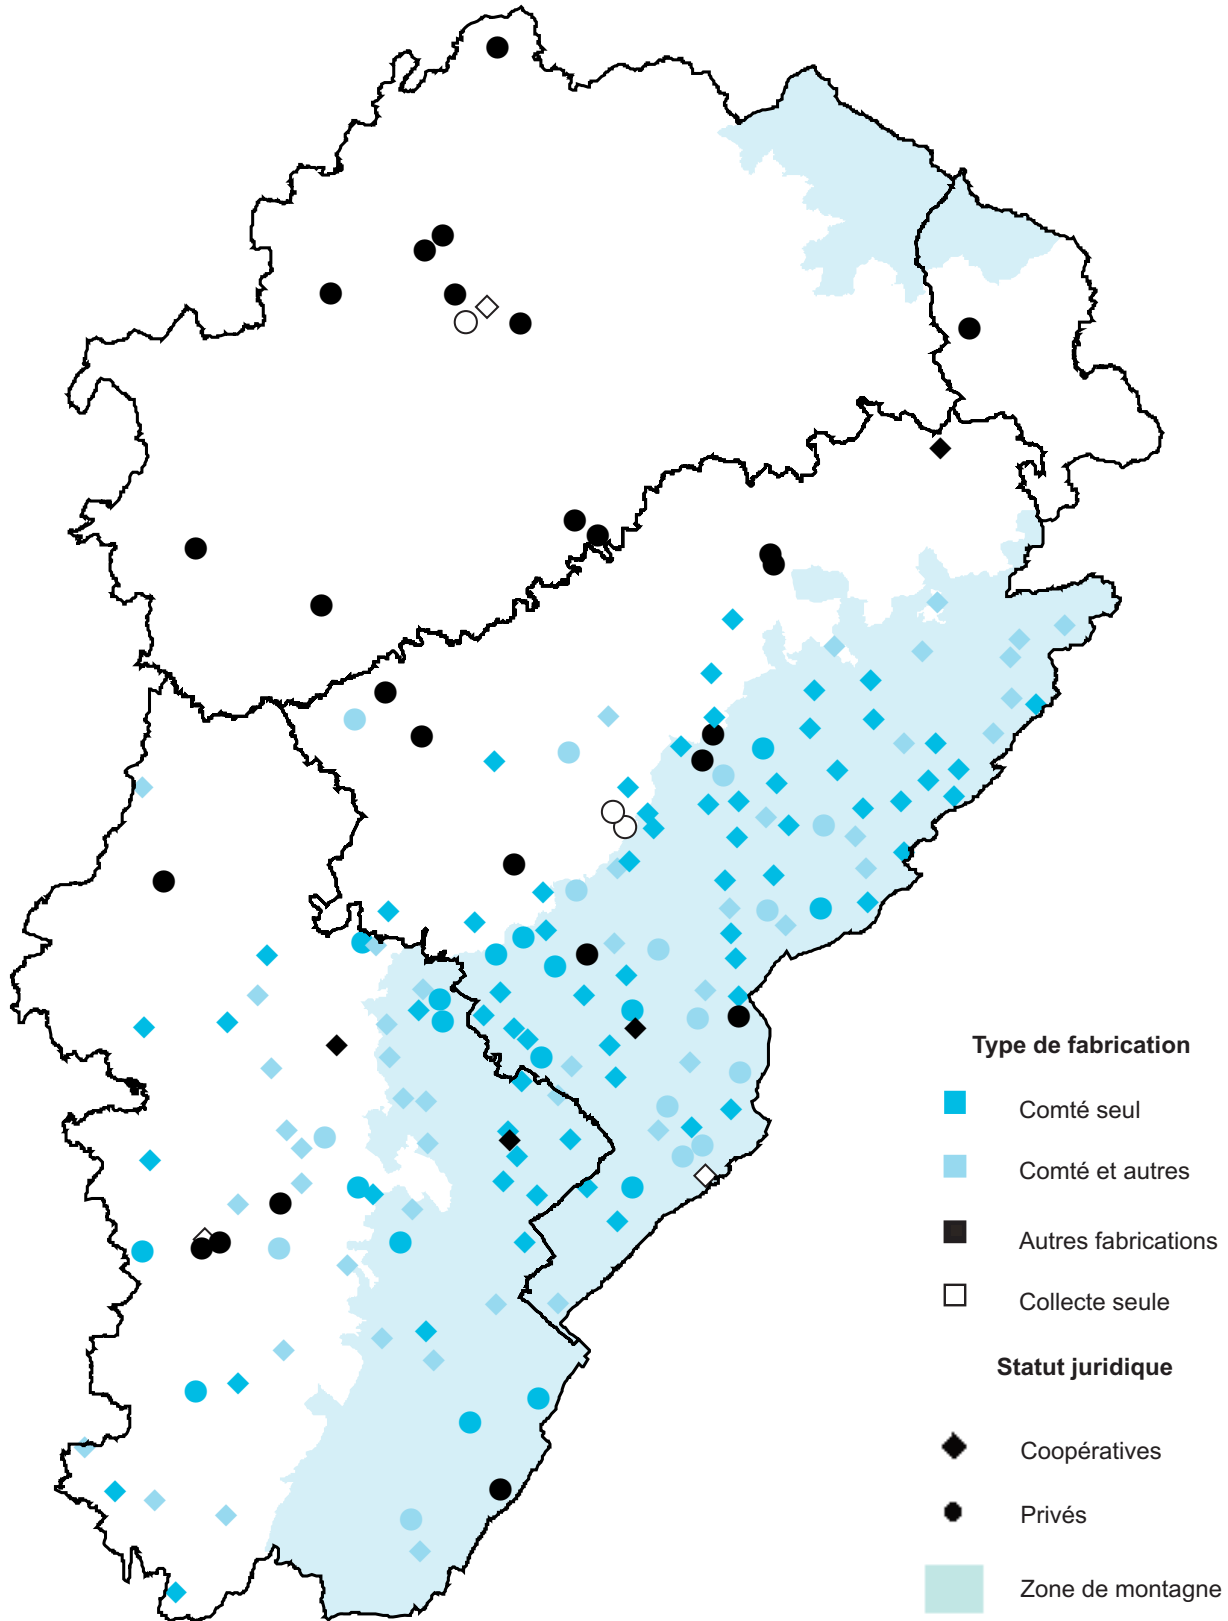 Type de fabrication
Comté seul
Comté et autres
Autres fabrications
Collecte seule
Statut juridique
Coopératives
Privés
Zone de montagne